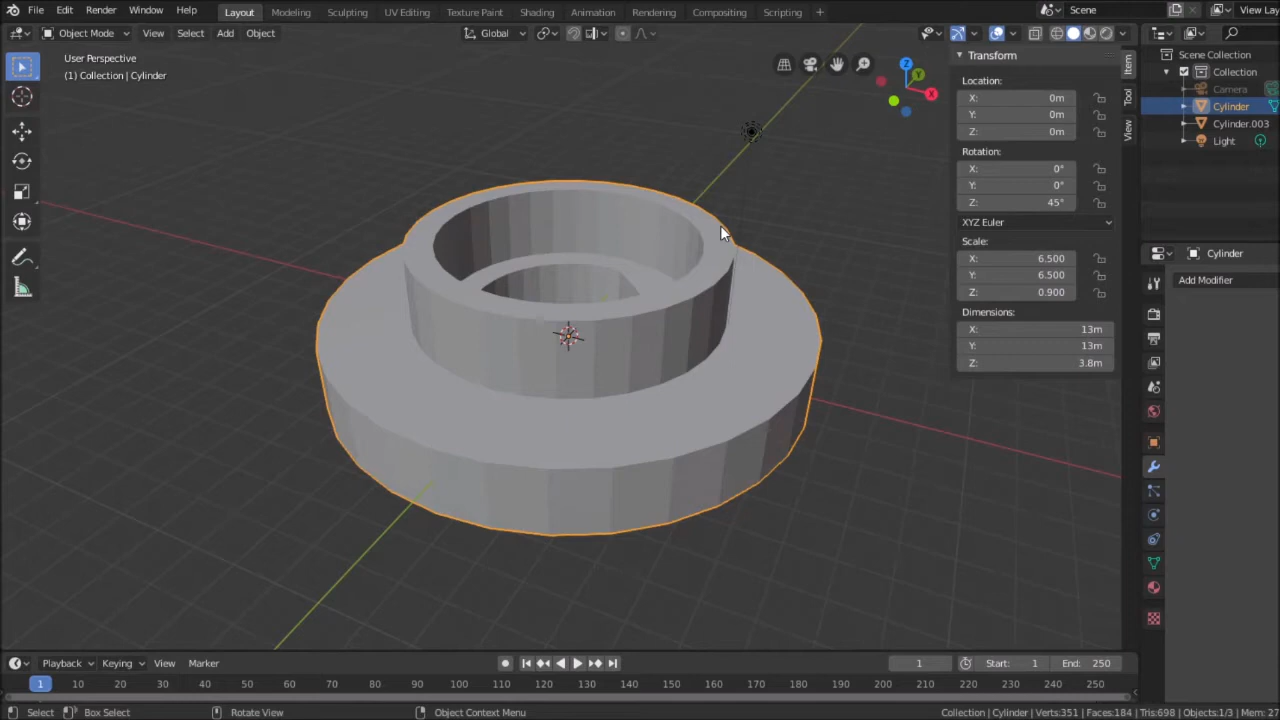 File Edit Render Window Help Layout Modeling Sculpting UV Editing Texture Paint Shading Animation Rendering Compositing Scripting + Scene View Lay
Object Mode View Select Add Object Global
User Perspective
(1) Collection | Cylinder
Z
Y
X
Transform
Location:
X: 0m
Y: 0m
Z: 0m
Rotation:
X: 0°
Y: 0°
Z: 45°
XYZ Euler
Scale:
X: 6.500
Y: 6.500
Z: 0.900
Dimensions:
X: 13m
Y: 13m
Z: 3.8m
Item
Tool
View
Scene Collection
Collection
Camera
Cylinder
Cylinder.003
Light
Cylinder
Add Modifier
Playback Keying View Marker 1 Start: 1 End: 250
1 10 20 30 40 50 60 70 80 90 100 110 120 130 140 150 160 170 180 190 200 210 220 230 240 250
Select Box Select Rotate View Object Context Menu Collection | Cylinder | Verts:351 | Faces:184 | Tris:698 | Objects:1/3 | Mem: 27